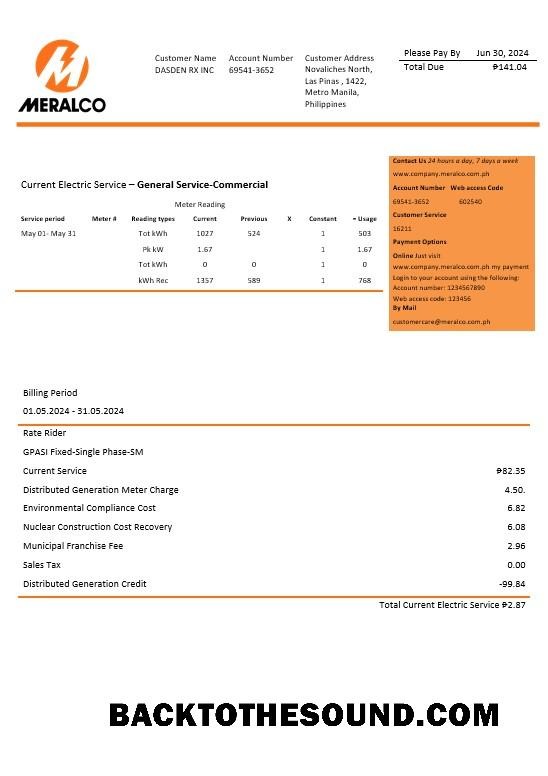 MERALCO
Customer Name Account Number Customer Address
DASDEN RX INC 69541-3652 Novaliches North,
Las Pinas , 1422,
Metro Manila,
Philippines
Please Pay By Jun 30, 2024
Total Due ₱141.04
Current Electric Service – General Service-Commercial
Meter Reading
Service period Meter # Reading types Current Previous X Constant = Usage
May 01- May 31 Tot kWh 1027 524 1 503
Pk kW 1.67 1 1.67
Tot kWh 0 0 1 0
kWh Rec 1357 589 1 768
Contact Us 24 hours a day, 7 days a week
www.company.meralco.com.ph
Account Number Web access Code
69541-3652 602540
Customer Service
16211
Payment Options
Online Just visit
www.company.meralco.com.ph my payment
Login to your account using the following:
Account number: 1234567890
Web access code: 123456
By Mail
customercare@meralco.com.ph
Billing Period
01.05.2024 - 31.05.2024
Rate Rider
GPASI Fixed-Single Phase-SM
Current Service ₱82.35
Distributed Generation Meter Charge 4.50.
Environmental Compliance Cost 6.82
Nuclear Construction Cost Recovery 6.08
Municipal Franchise Fee 2.96
Sales Tax 0.00
Distributed Generation Credit -99.84
Total Current Electric Service ₱2.87
BACKTOTHESOUND.COM